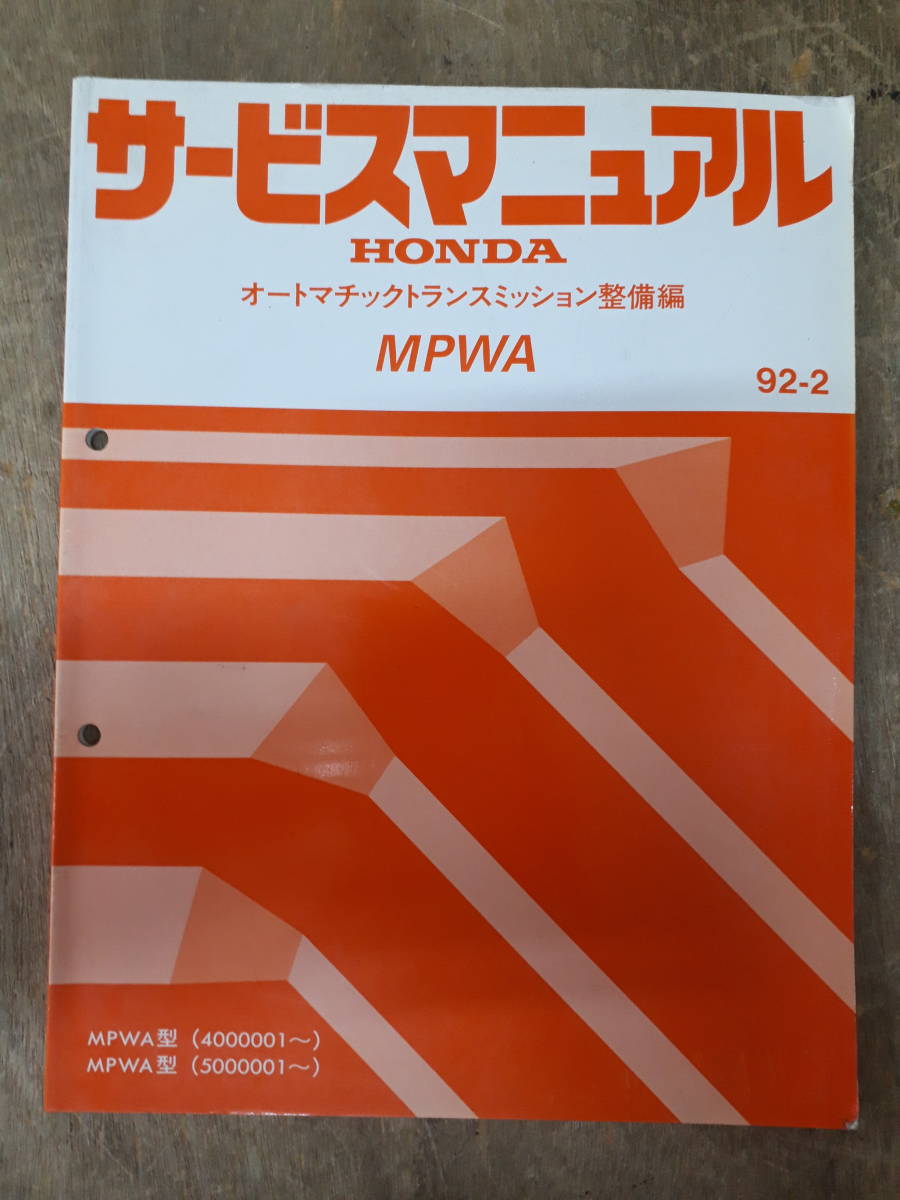 サービスマニュアル
HONDA
オートマチックトランスミッション整備編
MPWA
92-2
MPWA型 (4000001〜)
MPWA型 (5000001〜)